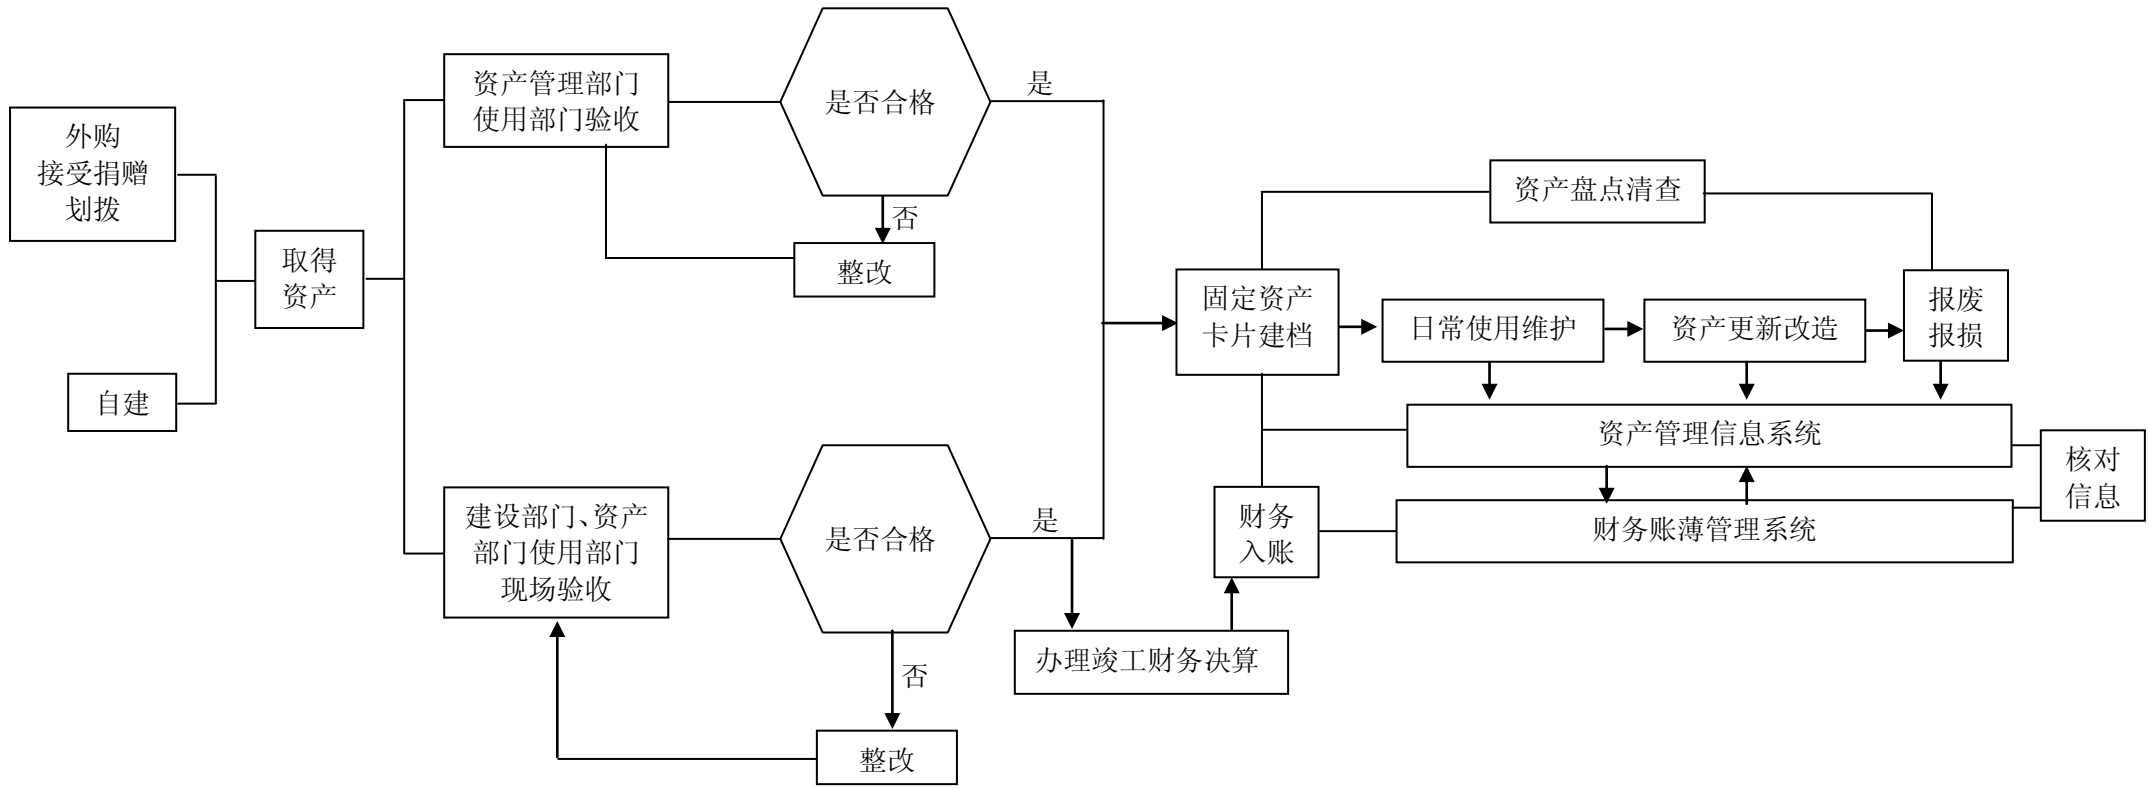 外购
接受捐赠
划拨
自建
取得
资产
资产管理部门
使用部门验收
是否合格
是
否
整改
建设部门、资产
部门使用部门
现场验收
是否合格
是
否
整改
办理竣工财务决算
固定资产
卡片建档
财务
入账
资产盘点清查
日常使用维护
资产更新改造
报废
报损
资产管理信息系统
财务账薄管理系统
核对
信息